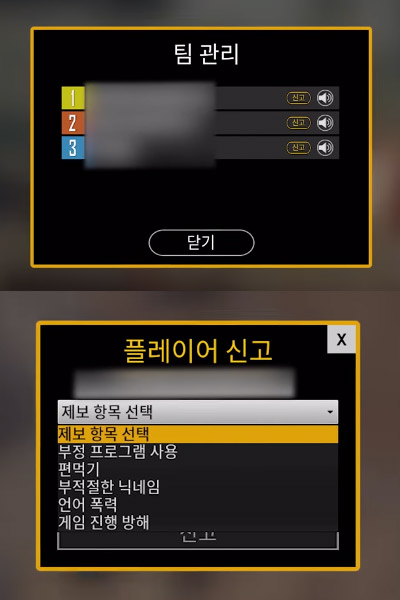 팀 관리
1 신고
2 신고
3 신고
닫기
플레이어 신고
X
제보 항목 선택
제보 항목 선택
부정 프로그램 사용
편먹기
부적절한 닉네임
언어 폭력
게임 진행 방해
신고